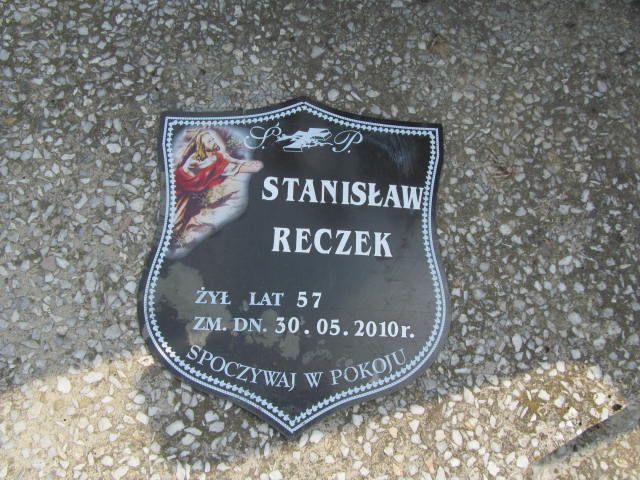 Ś. P.
STANISŁAW
RECZEK
ŻYŁ LAT 57
ZM. DN. 30.05.2010r.
SPOCZYWAJ W POKOJU